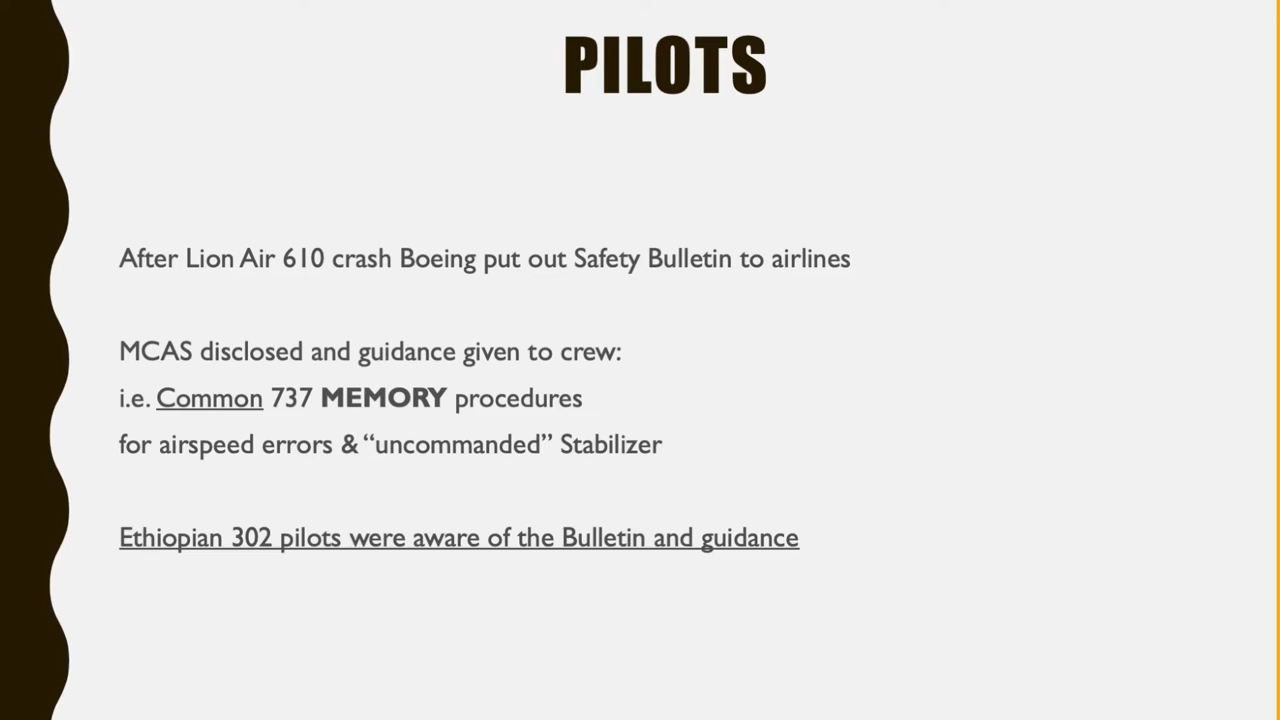 PILOTS
After Lion Air 610 crash Boeing put out Safety Bulletin to airlines
MCAS disclosed and guidance given to crew:
i.e. Common 737 MEMORY procedures
for airspeed errors & “uncommanded” Stabilizer
Ethiopian 302 pilots were aware of the Bulletin and guidance